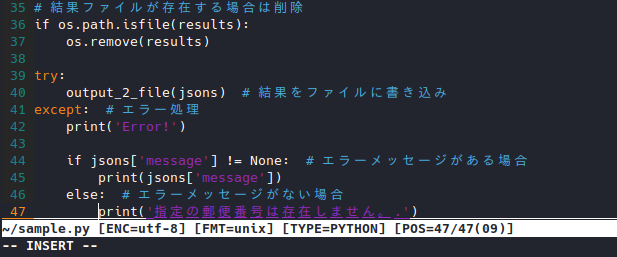 35 # 結果ファイルが存在する場合は削除
36 if os.path.isfile(results):
37     os.remove(results)
38
39 try:
40     output_2_file(jsons)  # 結果をファイルに書き込み
41 except:  # エラー処理
42     print('Error!')
43
44     if jsons['message'] != None:  # エラーメッセージがある場合
45         print(jsons['message'])
46     else:  # エラーメッセージがない場合
47         print('指定の郵便番号は存在しません。.')
~/sample.py [ENC=utf-8] [FMT=unix] [TYPE=PYTHON] [POS=47/47(09)]
-- INSERT --